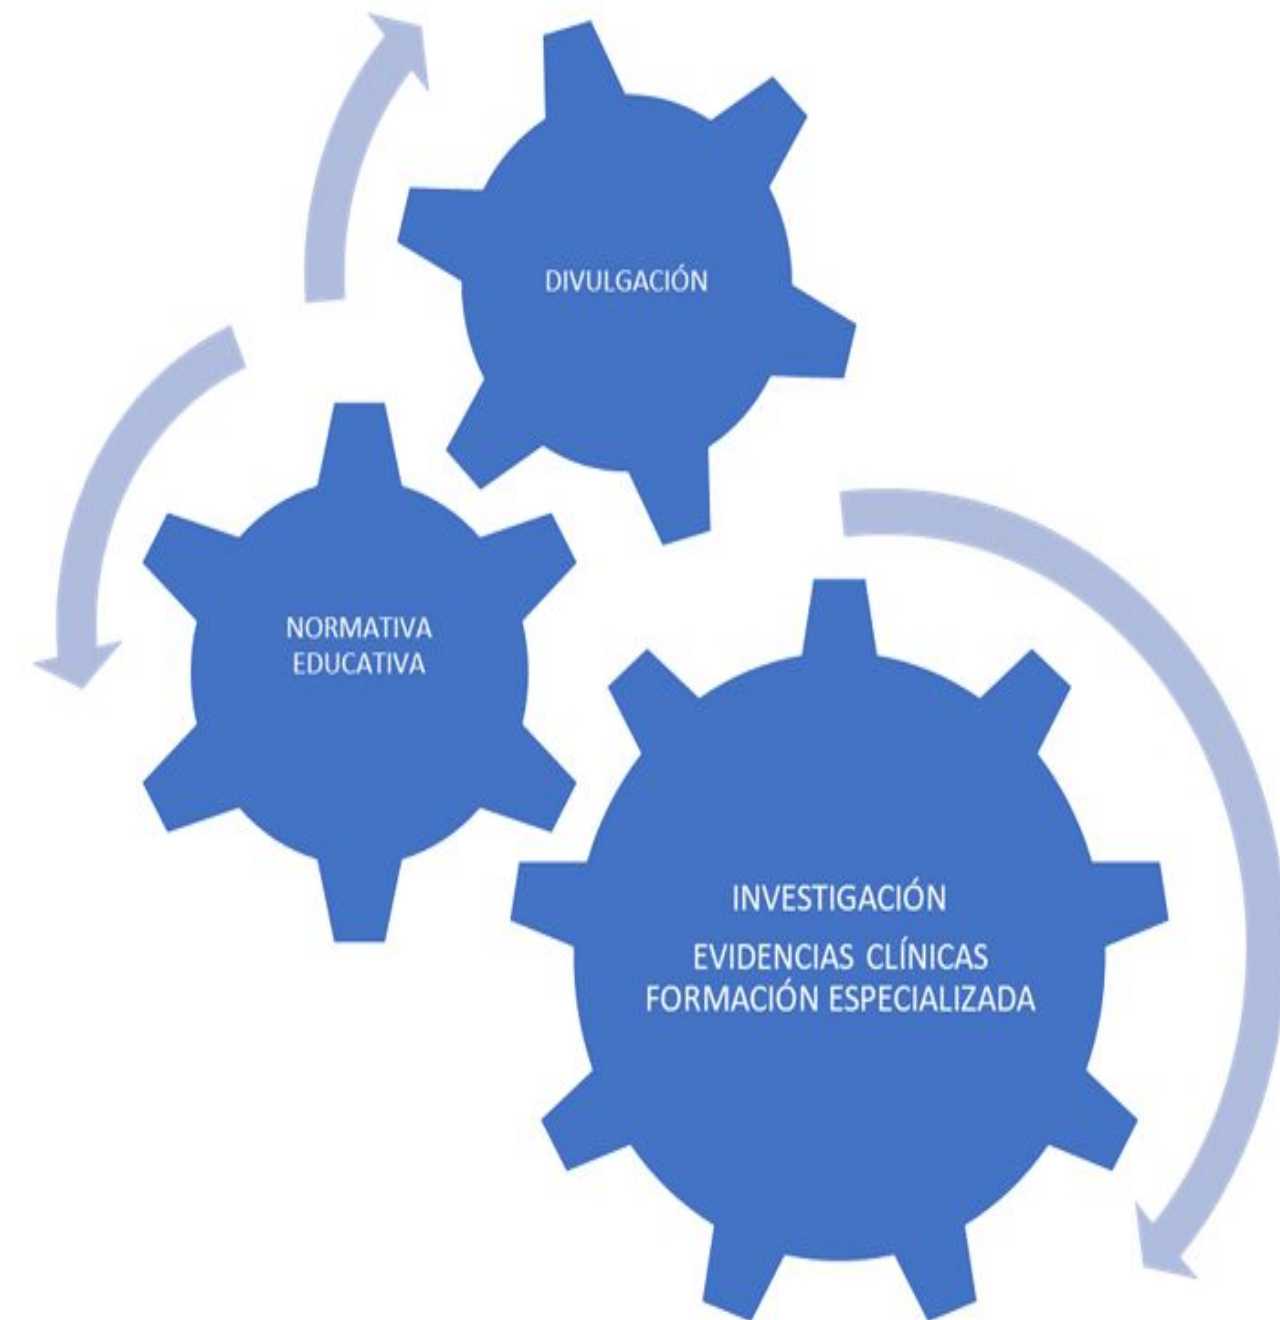 DIVULGACIÓN
NORMATIVA
EDUCATIVA
INVESTIGACIÓN
EVIDENCIAS CLÍNICAS
FORMACIÓN ESPECIALIZADA